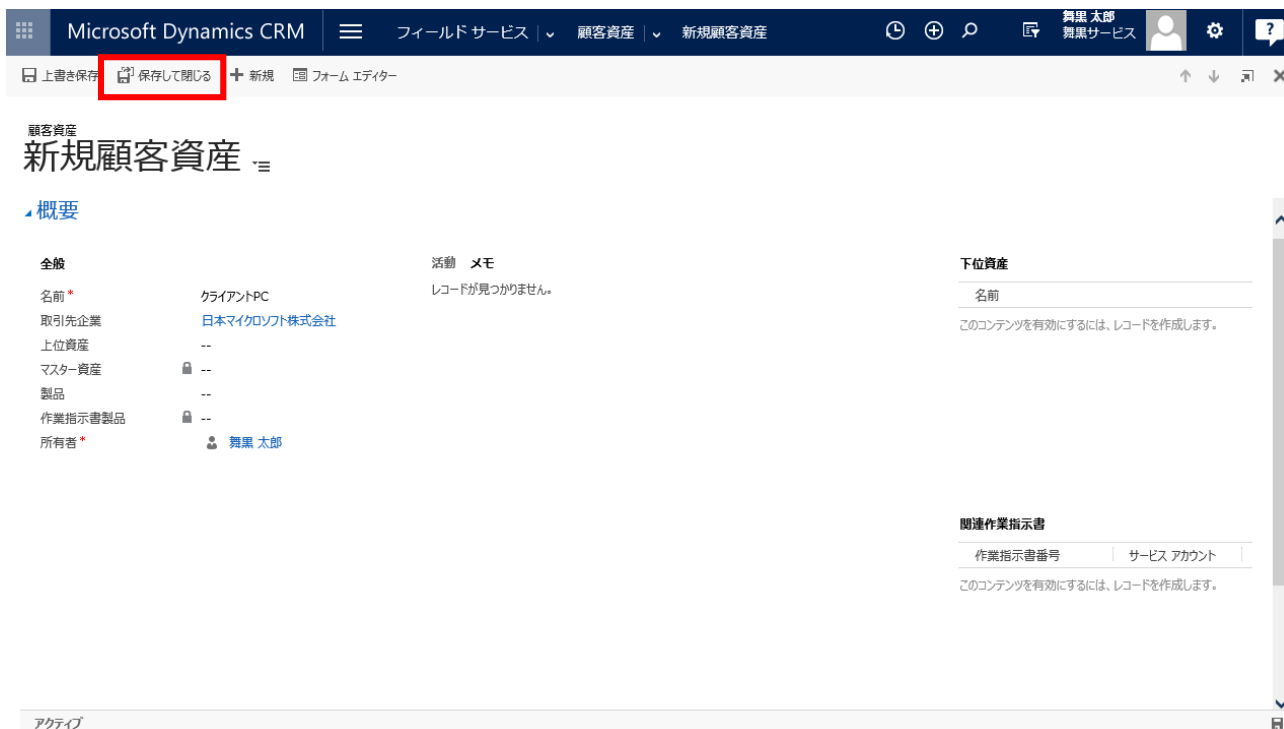 Microsoft Dynamics CRM フィールド サービス 顧客資産 新規顧客資産 舞黒 太郎 舞黒サービス ?
上書き保存 保存して閉じる 新規 フォーム エディター
顧客資産
新規顧客資産
概要
全般
名前* クライアントPC
取引先企業 日本マイクロソフト株式会社
上位資産 --
マスター資産 --
製品 --
作業指示書製品 --
所有者* 舞黒 太郎
活動 メモ
レコードが見つかりません。
下位資産
名前
このコンテンツを有効にするには、レコードを作成します。
関連作業指示書
作業指示書番号 サービス アカウント
このコンテンツを有効にするには、レコードを作成します。
アクティブ